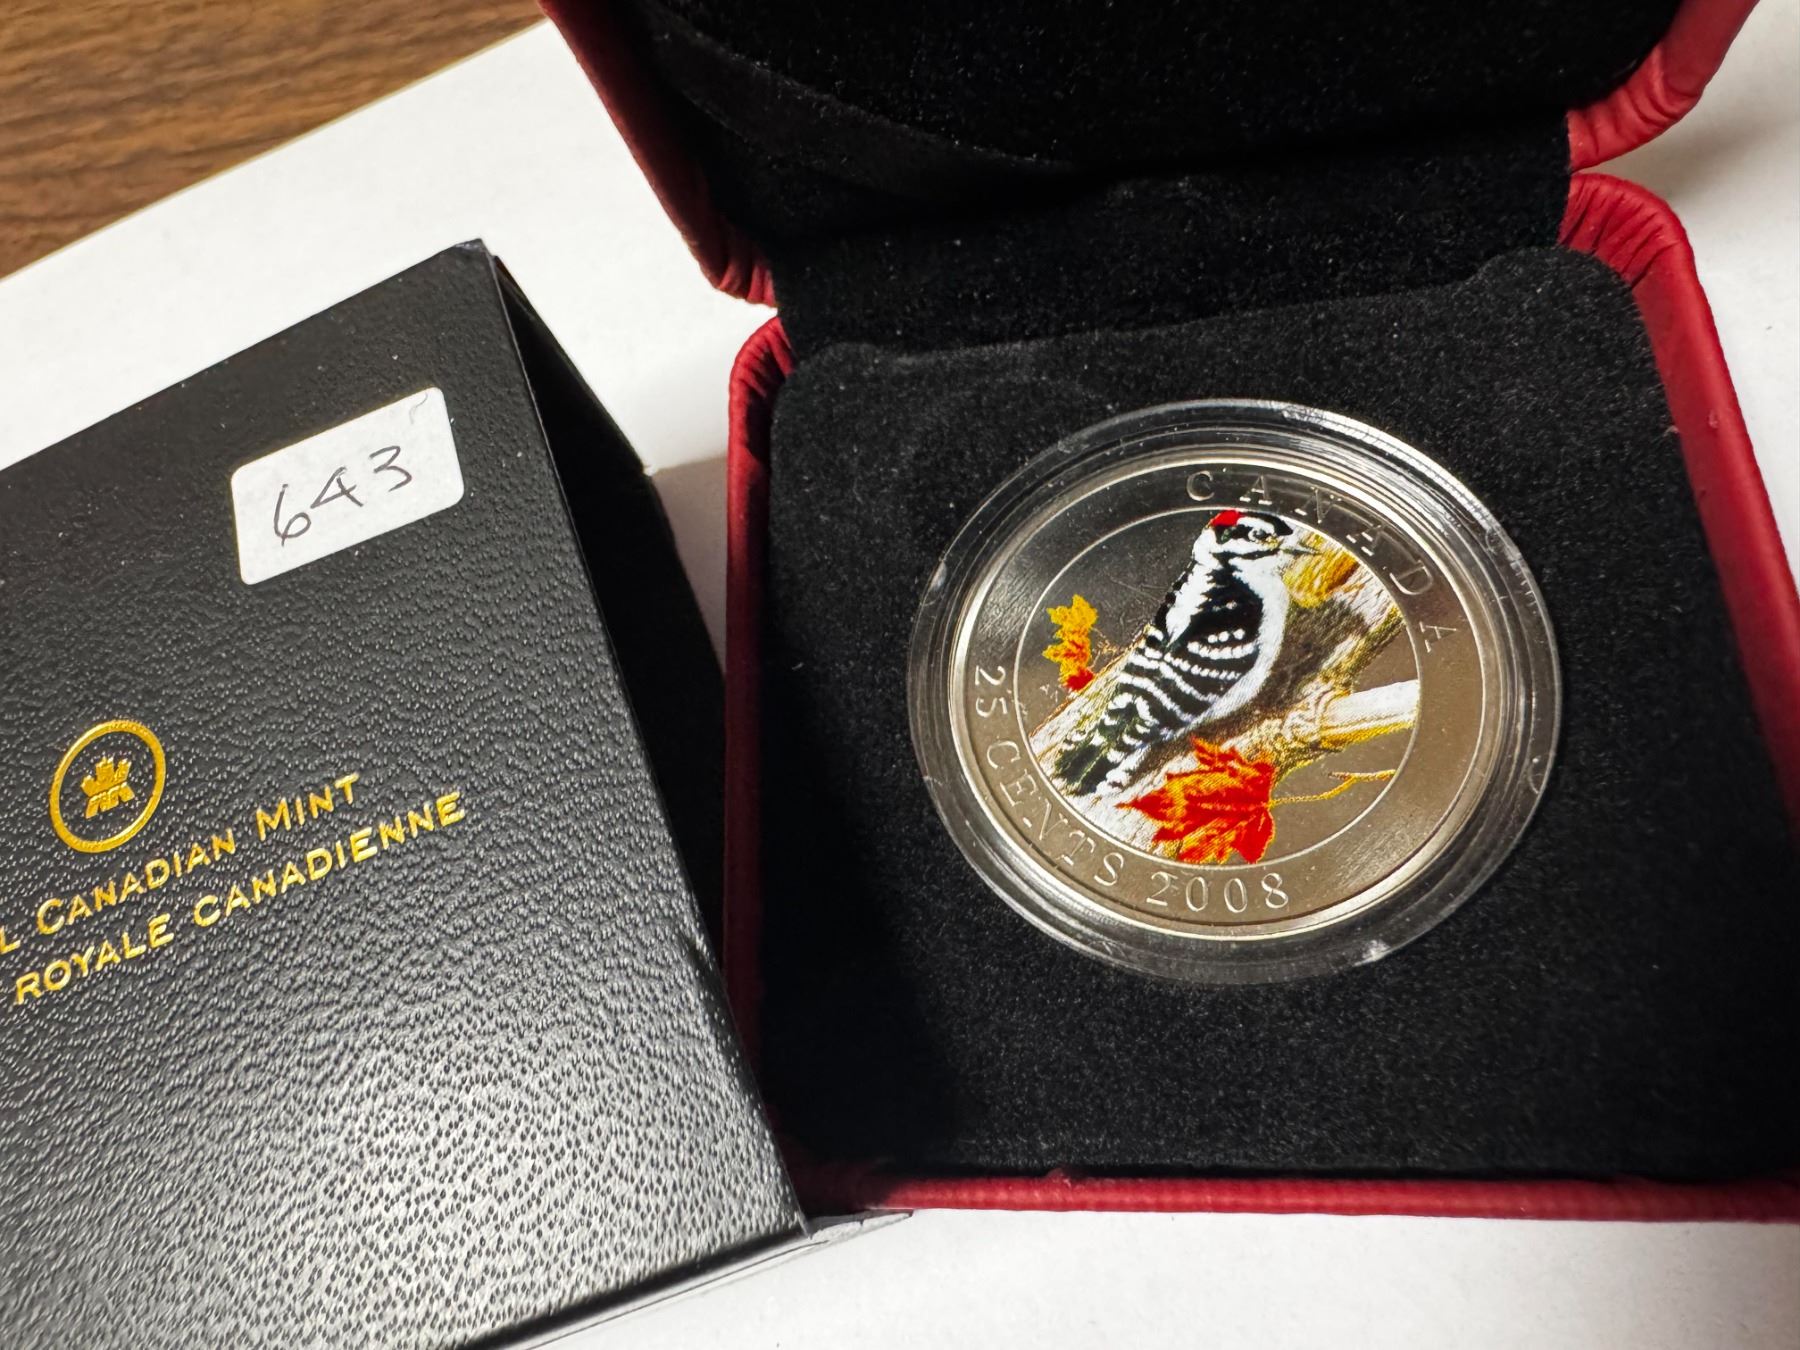 643
L CANADIAN MINT
ROYALE CANADIENNE
CANADA
25 CENTS 2008